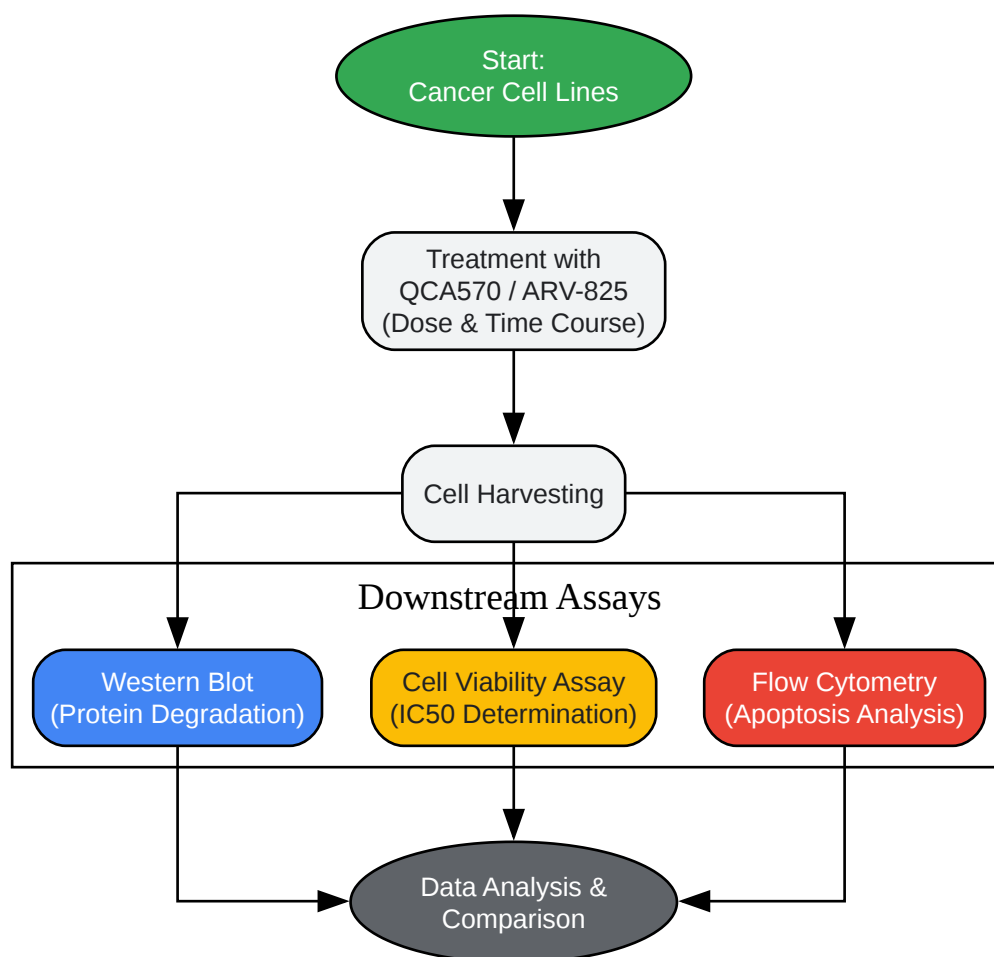 Start:
Cancer Cell Lines
Treatment with
QCA570 / ARV-825
(Dose & Time Course)
Cell Harvesting
Downstream Assays
Western Blot
(Protein Degradation)
Cell Viability Assay
(IC50 Determination)
Flow Cytometry
(Apoptosis Analysis)
Data Analysis &
Comparison